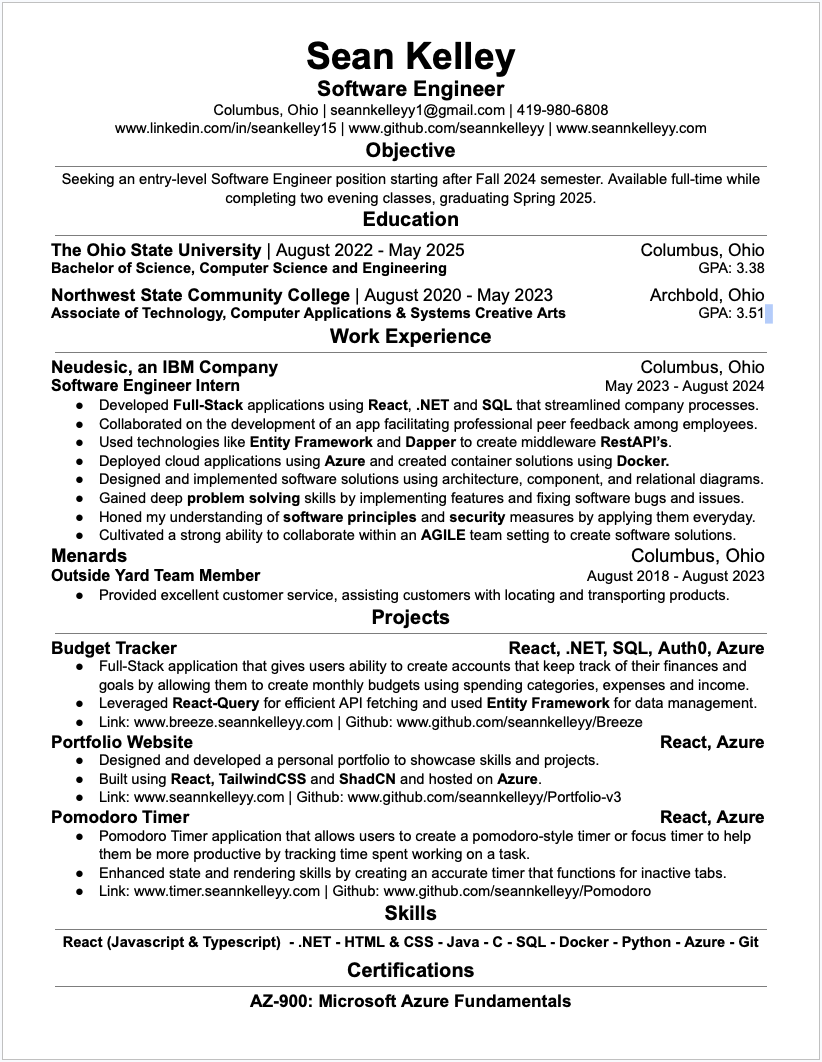 Sean Kelley
Software Engineer
Columbus, Ohio | seannkelleyy1@gmail.com | 419-980-6808
www.linkedin.com/in/seankelley15 | www.github.com/seannkelleyy | www.seannkelleyy.com
Objective
Seeking an entry-level Software Engineer position starting after Fall 2024 semester. Available full-time while
completing two evening classes, graduating Spring 2025.
Education
The Ohio State University | August 2022 - May 2025 Columbus, Ohio
Bachelor of Science, Computer Science and Engineering GPA: 3.38
Northwest State Community College | August 2020 - May 2023 Archbold, Ohio
Associate of Technology, Computer Applications & Systems Creative Arts GPA: 3.51
Work Experience
Neudesic, an IBM Company Columbus, Ohio
Software Engineer Intern May 2023 - August 2024
● Developed Full-Stack applications using React, .NET and SQL that streamlined company processes.
● Collaborated on the development of an app facilitating professional peer feedback among employees.
● Used technologies like Entity Framework and Dapper to create middleware RestAPI's.
● Deployed cloud applications using Azure and created container solutions using Docker.
● Designed and implemented software solutions using architecture, component, and relational diagrams.
● Gained deep problem solving skills by implementing features and fixing software bugs and issues.
● Honed my understanding of software principles and security measures by applying them everyday.
● Cultivated a strong ability to collaborate within an AGILE team setting to create software solutions.
Menards Columbus, Ohio
Outside Yard Team Member August 2018 - August 2023
● Provided excellent customer service, assisting customers with locating and transporting products.
Projects
Budget Tracker React, .NET, SQL, Auth0, Azure
● Full-Stack application that gives users ability to create accounts that keep track of their finances and
goals by allowing them to create monthly budgets using spending categories, expenses and income.
● Leveraged React-Query for efficient API fetching and used Entity Framework for data management.
● Link: www.breeze.seannkelleyy.com | Github: www.github.com/seannkelleyy/Breeze
Portfolio Website React, Azure
● Designed and developed a personal portfolio to showcase skills and projects.
● Built using React, TailwindCSS and ShadCN and hosted on Azure.
● Link: www.seannkelleyy.com | Github: www.github.com/seannkelleyy/Portfolio-v3
Pomodoro Timer React, Azure
● Pomodoro Timer application that allows users to create a pomodoro-style timer or focus timer to help
them be more productive by tracking time spent working on a task.
● Enhanced state and rendering skills by creating an accurate timer that functions for inactive tabs.
● Link: www.timer.seannkelleyy.com | Github: www.github.com/seannkelleyy/Pomodoro
Skills
React (Javascript & Typescript) - .NET - HTML & CSS - Java - C - SQL - Docker - Python - Azure - Git
Certifications
AZ-900: Microsoft Azure Fundamentals